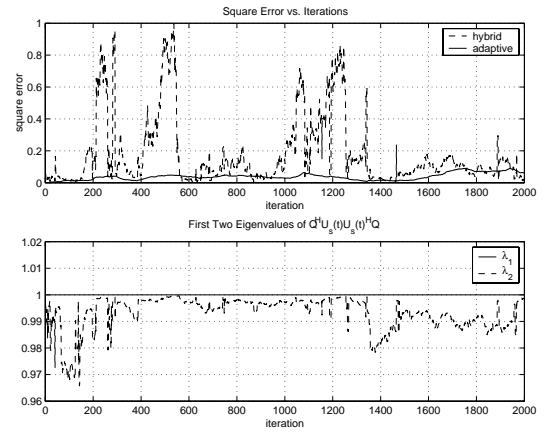 Square Error vs. Iterations
1
0.8
0.6
0.4
0.2
0
square error
hybrid
adaptive
0 200 400 600 800 1000 1200 1400 1600 1800 2000
iteration
First Two Eigenvalues of Q^H U_s(t)U_s(t)^H Q
1.02
1.01
1
0.99
0.98
0.97
0.96
λ_1
λ_2
0 200 400 600 800 1000 1200 1400 1600 1800 2000
iteration